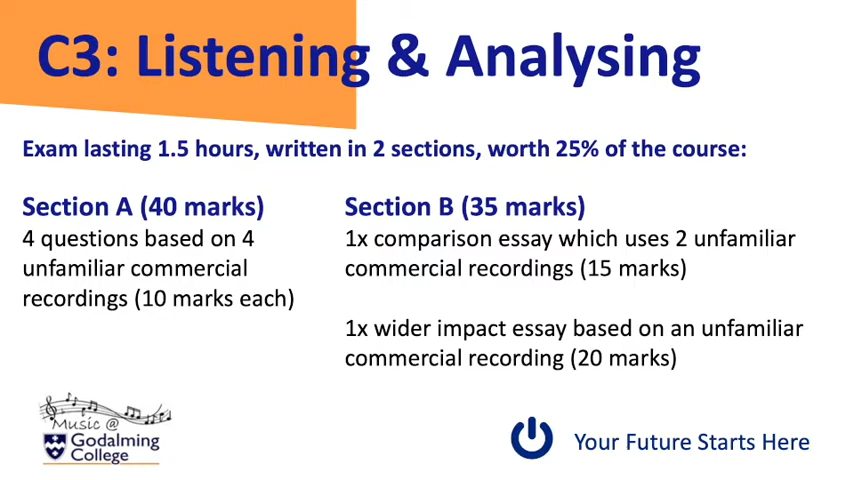 C3: Listening & Analysing
Exam lasting 1.5 hours, written in 2 sections, worth 25% of the course:
Section A (40 marks)
4 questions based on 4
unfamiliar commercial
recordings (10 marks each)
Section B (35 marks)
1x comparison essay which uses 2 unfamiliar
commercial recordings (15 marks)
1x wider impact essay based on an unfamiliar
commercial recording (20 marks)
Music @
Godalming
College
Your Future Starts Here